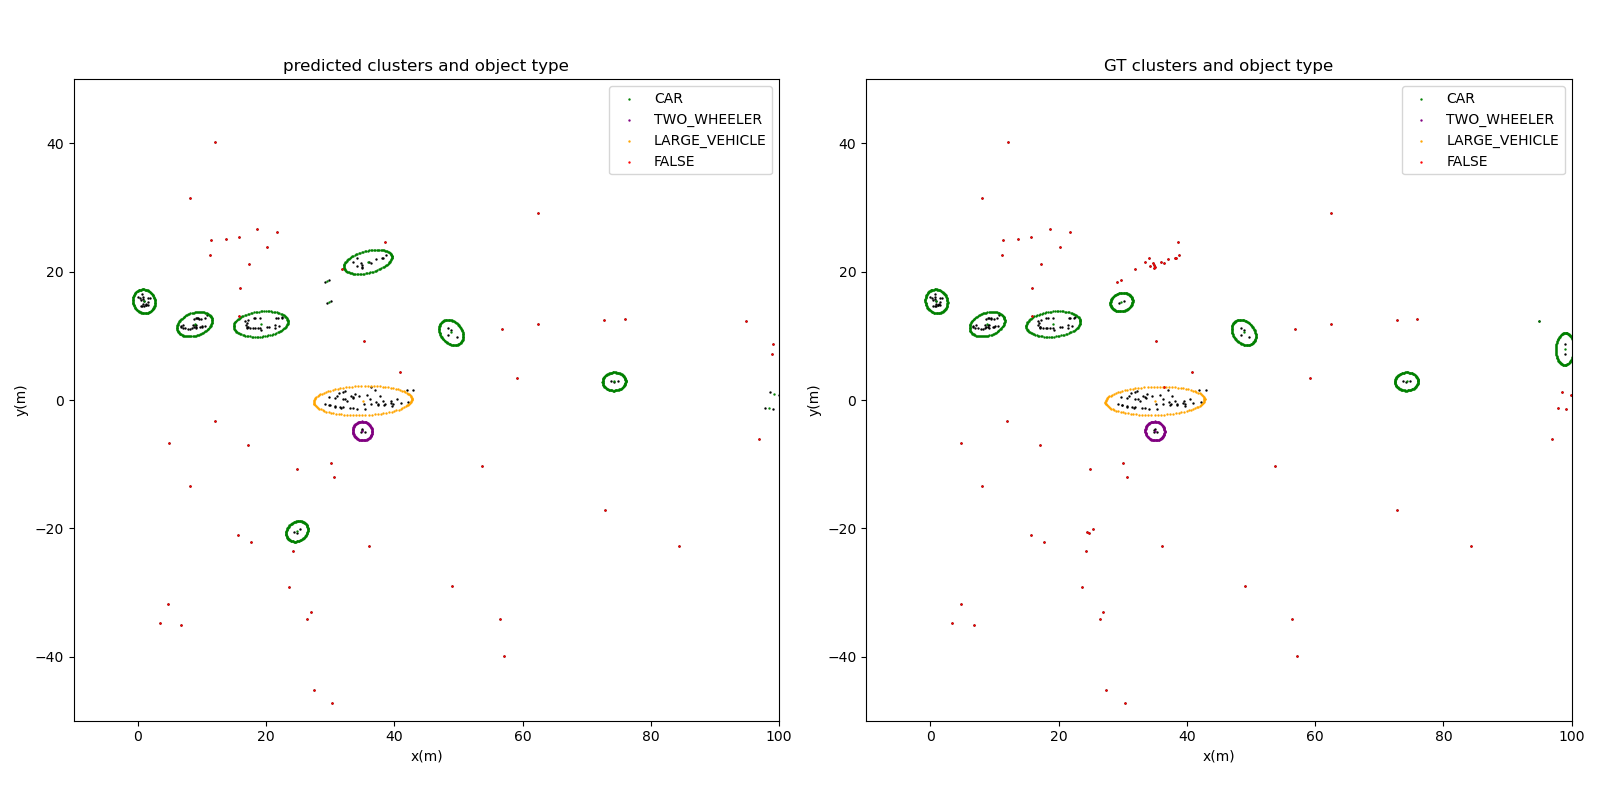 predicted clusters and object type
CAR
TWO_WHEELER
LARGE_VEHICLE
FALSE
40
20
0
−20
−40
y(m)
0
20
40
60
80
100
x(m)
GT clusters and object type
CAR
TWO_WHEELER
LARGE_VEHICLE
FALSE
40
20
0
−20
−40
y(m)
0
20
40
60
80
100
x(m)